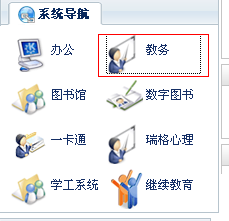 系统导航
办公 教务
图书馆 数字图书
一卡通 瑞格心理
学工系统 继续教育